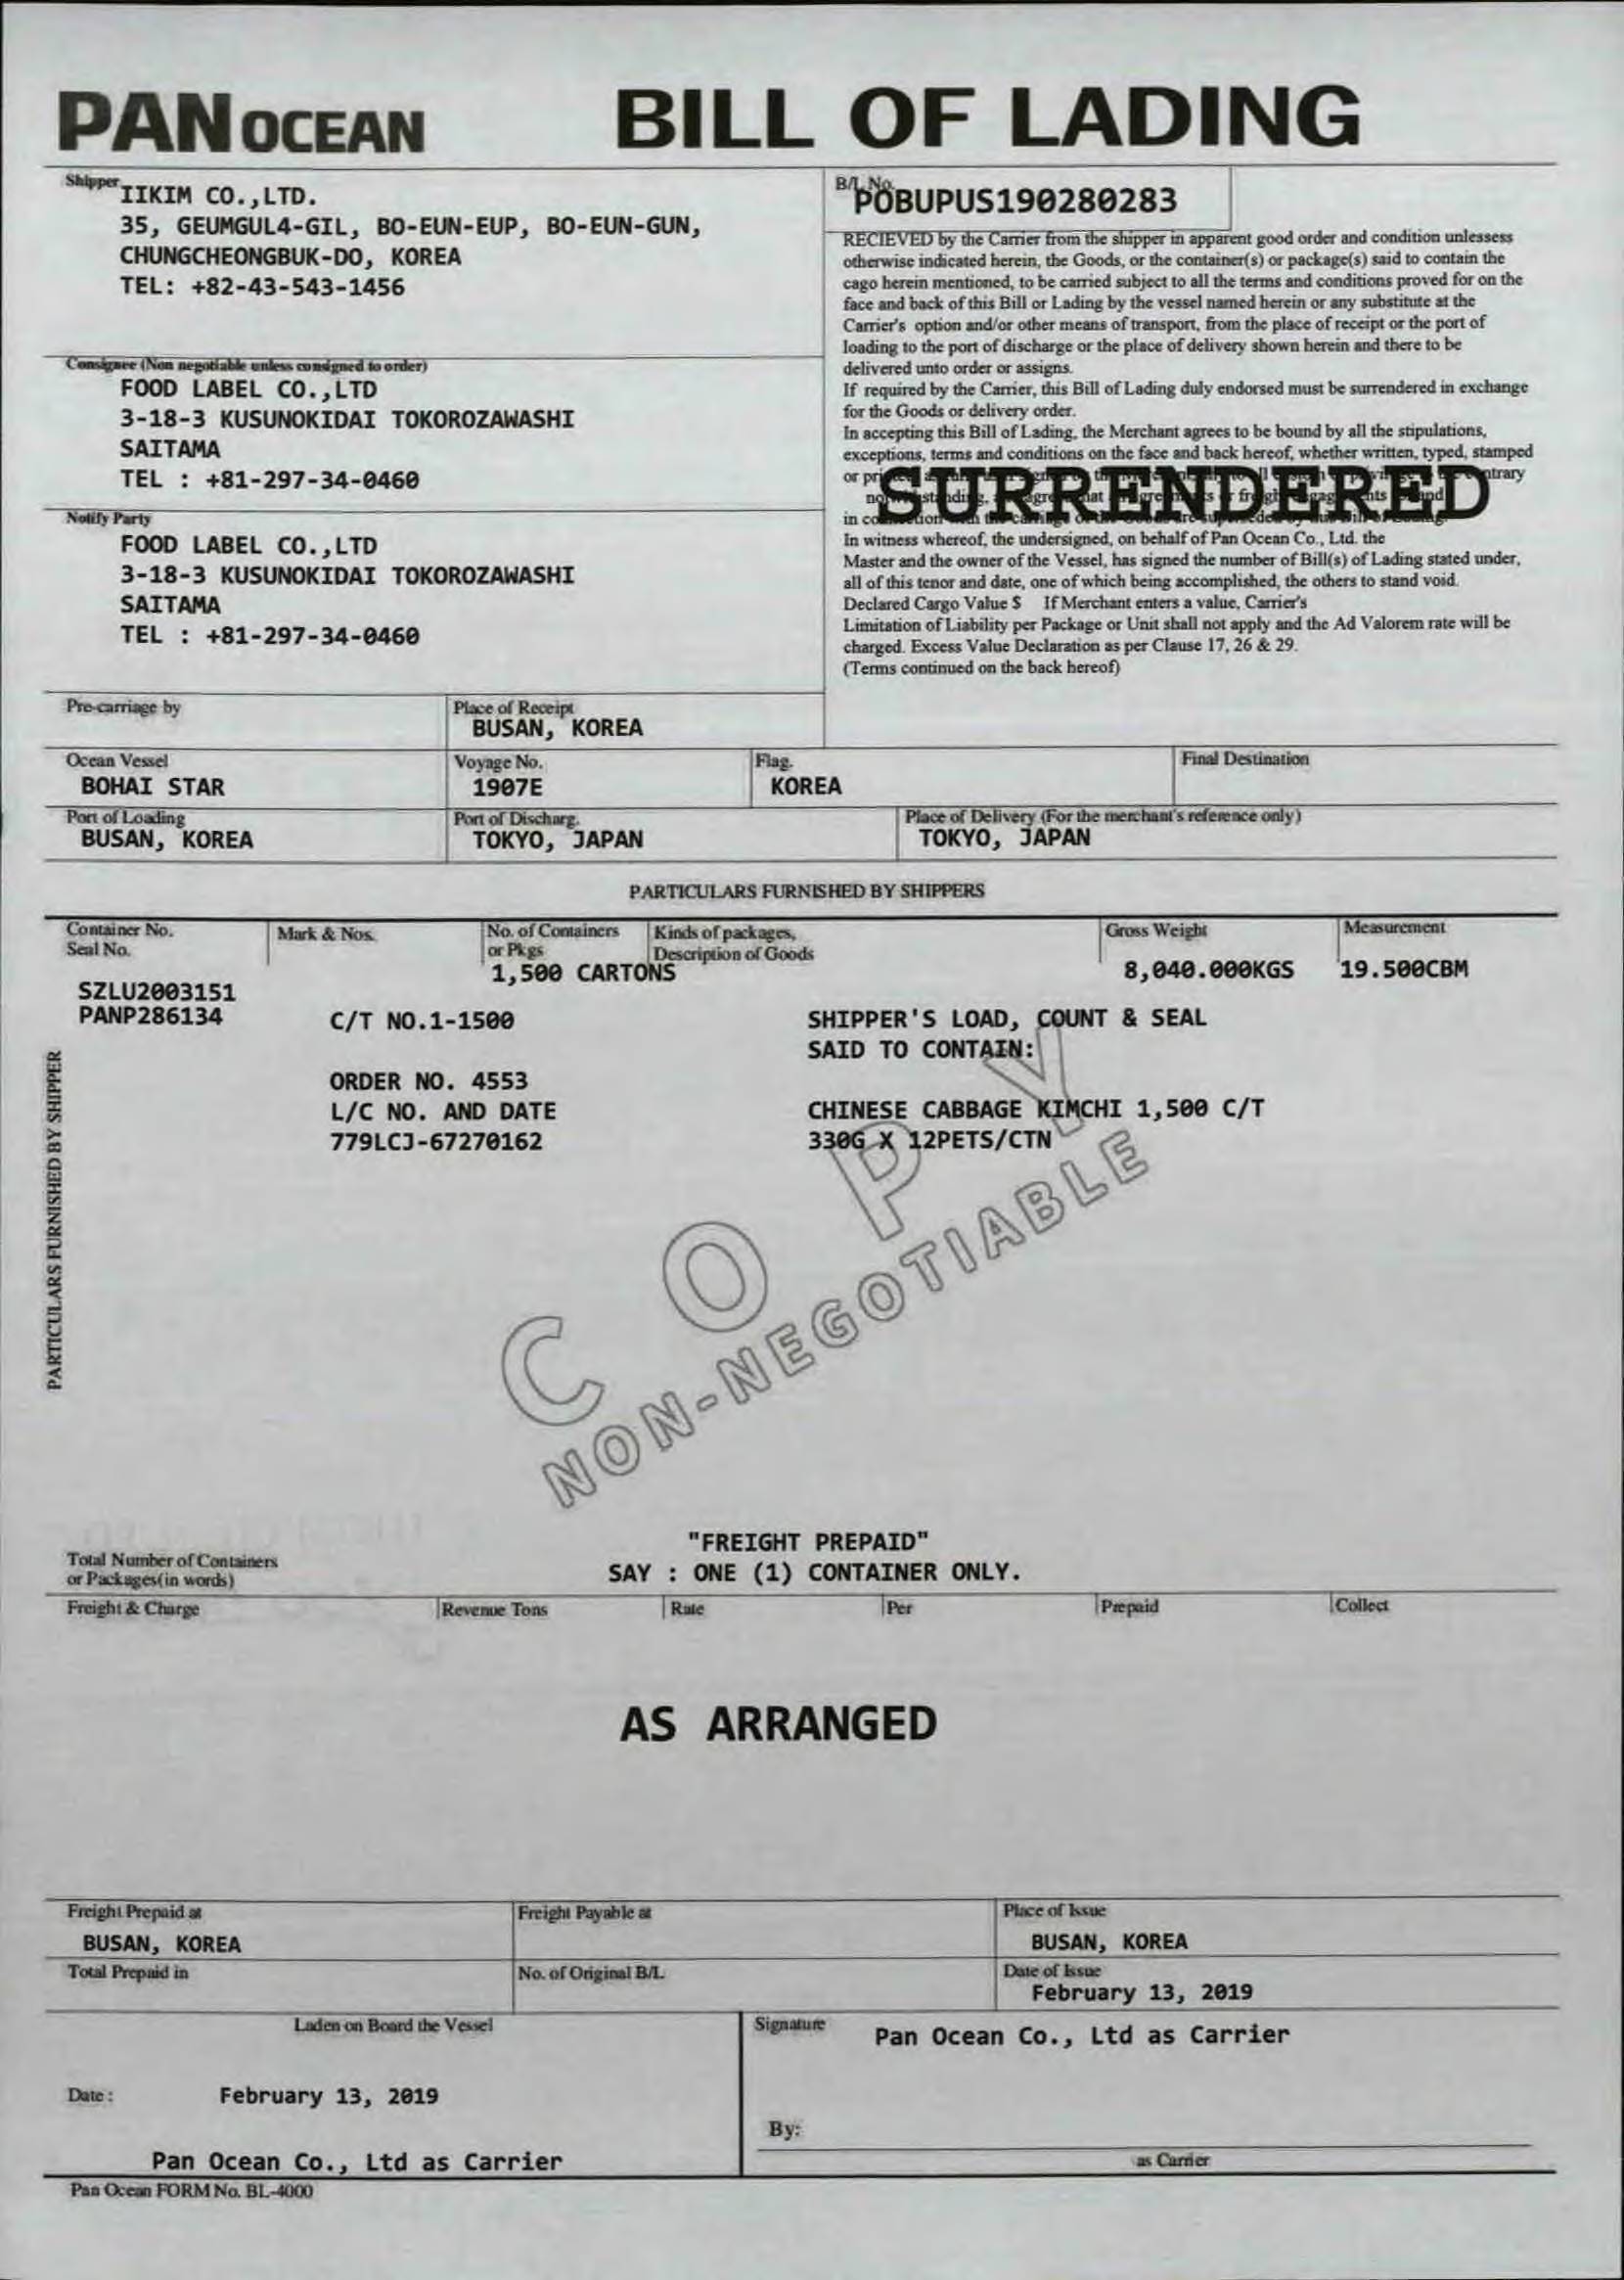 PAN OCEAN
BILL OF LADING
Shipper
IIKIM CO.,LTD.
35, GEUMGUL4-GIL, BO-EUN-EUP, BO-EUN-GUN,
CHUNGCHEONGBUK-DO, KOREA
TEL: +82-43-543-1456
Consignee (Non negotiable unless consigned to order)
FOOD LABEL CO.,LTD
3-18-3 KUSUNOKIDAI TOKOROZAWASHI
SAITAMA
TEL : +81-297-34-0460
Notify Party
FOOD LABEL CO.,LTD
3-18-3 KUSUNOKIDAI TOKOROZAWASHI
SAITAMA
TEL : +81-297-34-0460
B/L No.
POBUPUS190280283
RECIEVED by the Carrier from the shipper in apparent good order and condition unlessess
otherwise indicated herein, the Goods, or the container(s) or package(s) said to contain the
cago herein mentioned, to be carried subject to all the terms and conditions proved for on the
face and back of this Bill or Lading by the vessel named herein or any substitute at the
Carrier's option and/or other means of transport, from the place of receipt or the port of
loading to the port of discharge or the place of delivery shown herein and there to be
delivered unto order or assigns.
If required by the Carrier, this Bill of Lading duly endorsed must be surrendered in exchange
for the Goods or delivery order.
In accepting this Bill of Lading, the Merchant agrees to be bound by all the stipulations,
exceptions, terms and conditions on the face and back hereof, whether written, typed, stamped
or
SURRENDERED
in
In witness whereof, the undersigned, on behalf of Pan Ocean Co., Ltd. the
Master and the owner of the Vessel, has signed the number of Bill(s) of Lading stated under,
all of this tenor and date, one of which being accomplished, the others to stand void.
Declared Cargo Value $ If Merchant enters a value, Carrier's
Limitation of Liability per Package or Unit shall not apply and the Ad Valorem rate will be
charged. Excess Value Declaration as per Clause 17, 26 & 29.
(Terms continued on the back hereof)
Pre-carriage by
Place of Receipt
BUSAN, KOREA
Ocean Vessel
BOHAI STAR
Voyage No.
1907E
Flag.
KOREA
Final Destination
Port of Loading
BUSAN, KOREA
Port of Discharg.
TOKYO, JAPAN
Place of Delivery (For the merchant's reference only)
TOKYO, JAPAN
PARTICULARS FURNISHED BY SHIPPERS
Container No.
Seal No.
Mark & Nos.
No. of Containers
or Pkgs
Kinds of packages,
Description of Goods
Gross Weight
Measurement
1,500 CARTONS
8,040.000KGS
19.500CBM
SZLU2003151
PANP286134
C/T NO.1-1500
SHIPPER'S LOAD, COUNT & SEAL
SAID TO CONTAIN:
ORDER NO. 4553
L/C NO. AND DATE
CHINESE CABBAGE KIMCHI 1,500 C/T
779LCJ-67270162
330G X 12PETS/CTN
PARTICULARS FURNISHED BY SHIPPER
COPY
NON-NEGOTIABLE
"FREIGHT PREPAID"
Total Number of Containers
or Packages(in words)
SAY : ONE (1) CONTAINER ONLY.
Freight & Charge
Revenue Tons
Rate
Per
Prepaid
Collect
AS ARRANGED
Freight Prepaid at
BUSAN, KOREA
Freight Payable at
Place of Issue
BUSAN, KOREA
Total Prepaid in
No. of Original B/L
Date of Issue
February 13, 2019
Laden on Board the Vessel
Signature
Pan Ocean Co., Ltd as Carrier
Date :
February 13, 2019
By:
Pan Ocean Co., Ltd as Carrier
as Carrier
Pan Ocean FORM No. BL-4000